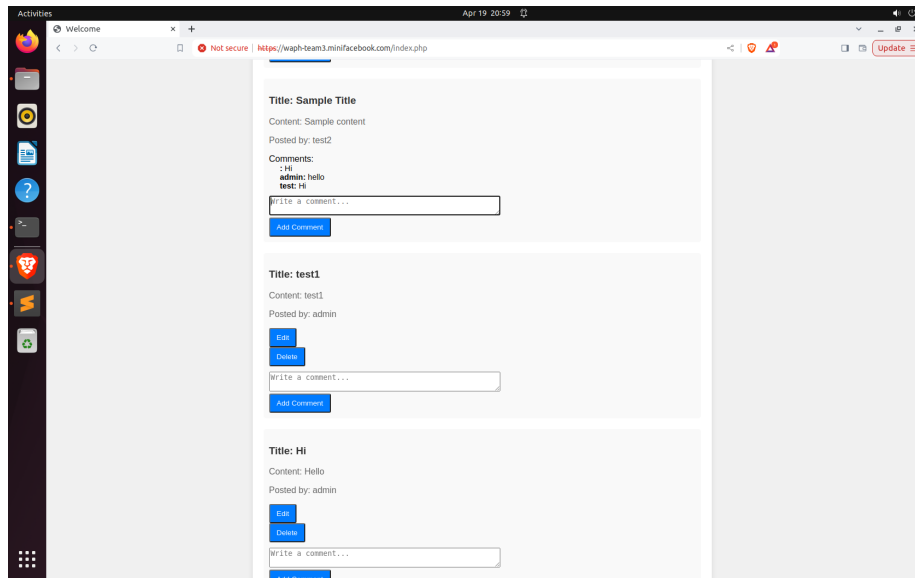 Activities
Apr 19 20:59
Welcome
Not secure | https://waph-team3.minifacebook.com/index.php
Update
Title: Sample Title
Content: Sample content
Posted by: test2
Comments:
: Hi
admin: hello
test: Hi
Write a comment...
Add Comment
Title: test1
Content: test1
Posted by: admin
Edit
Delete
Write a comment...
Add Comment
Title: Hi
Content: Hello
Posted by: admin
Edit
Delete
Write a comment...
Add Comment